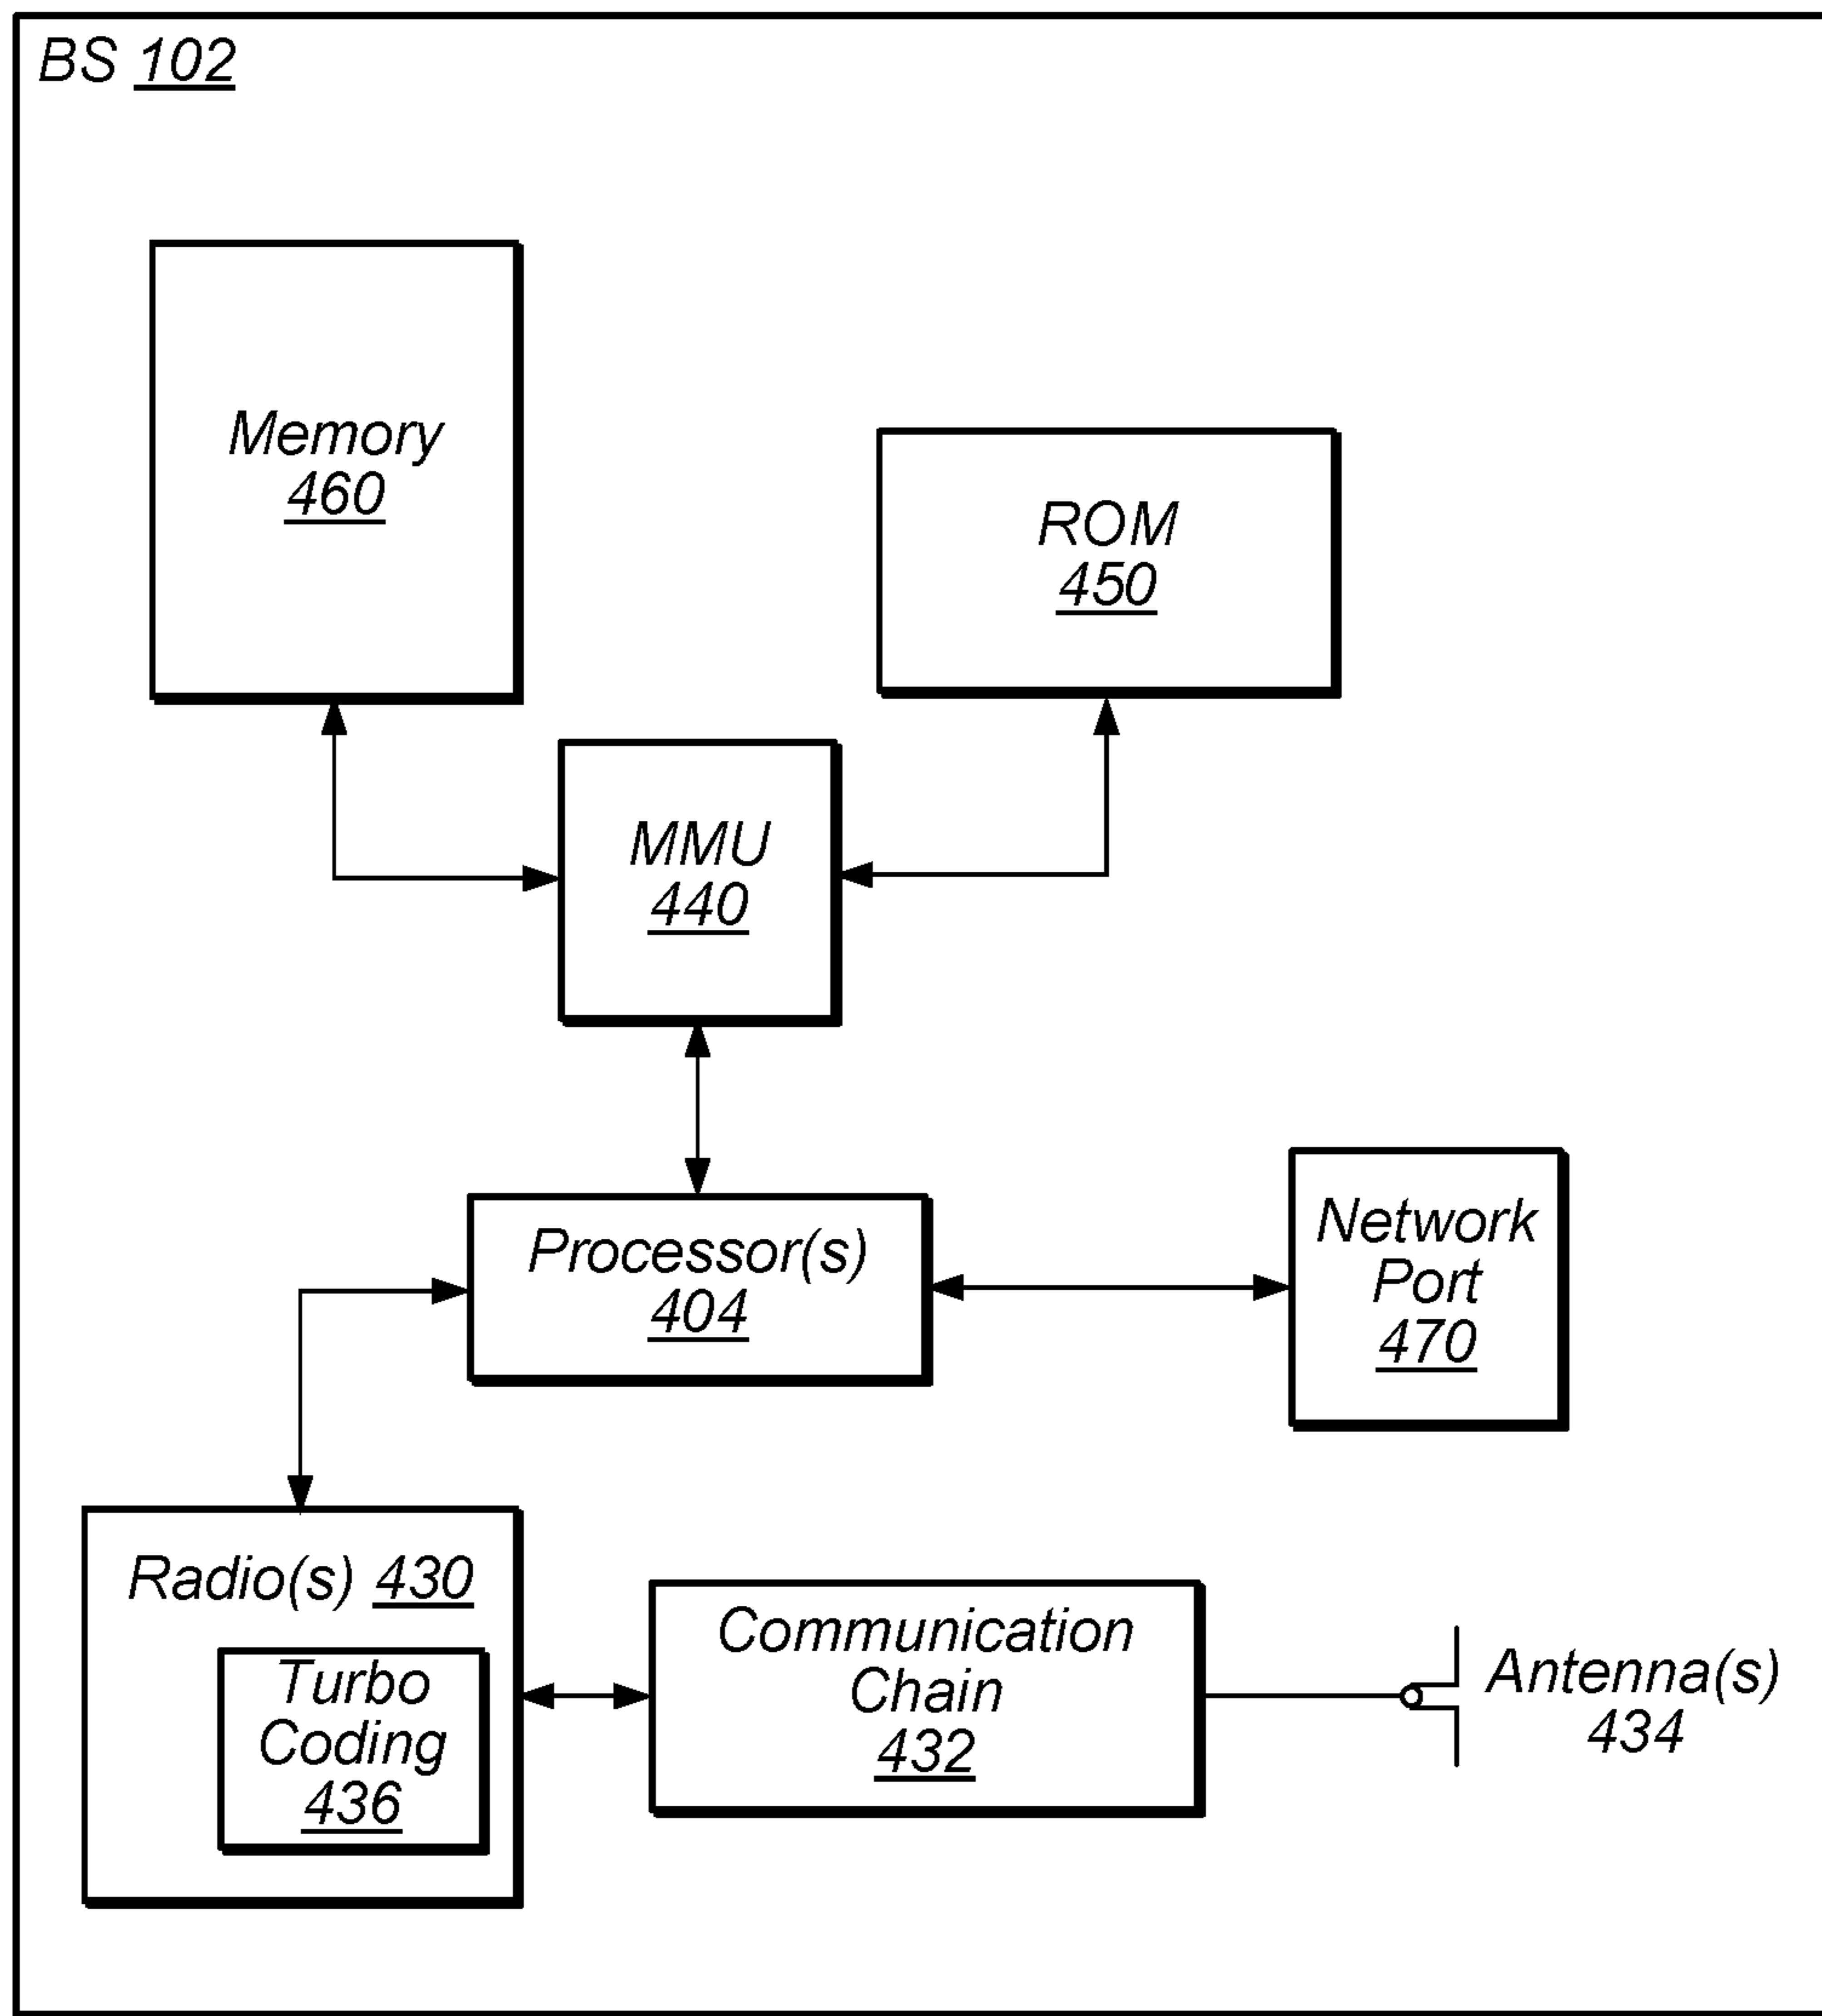 BS 102
Memory
460
ROM
450
MMU
440
Processor(s)
404
Network
Port
470
Radio(s) 430
Turbo
Coding
436
Communication
Chain
432
Antenna(s)
434